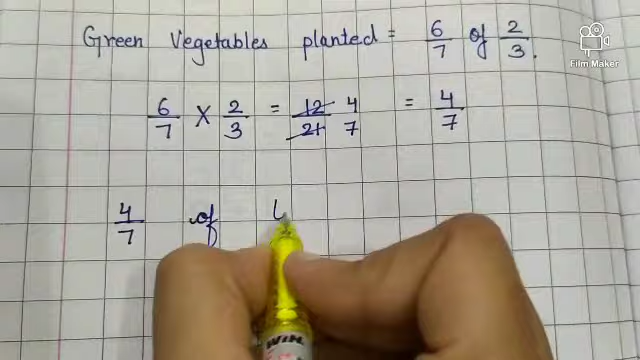 Green Vegetables planted = 6/7 of 2/3.
Film Maker
6/7 X 2/3 = 12/21 4/7 = 4/7
4/7 of
WIN